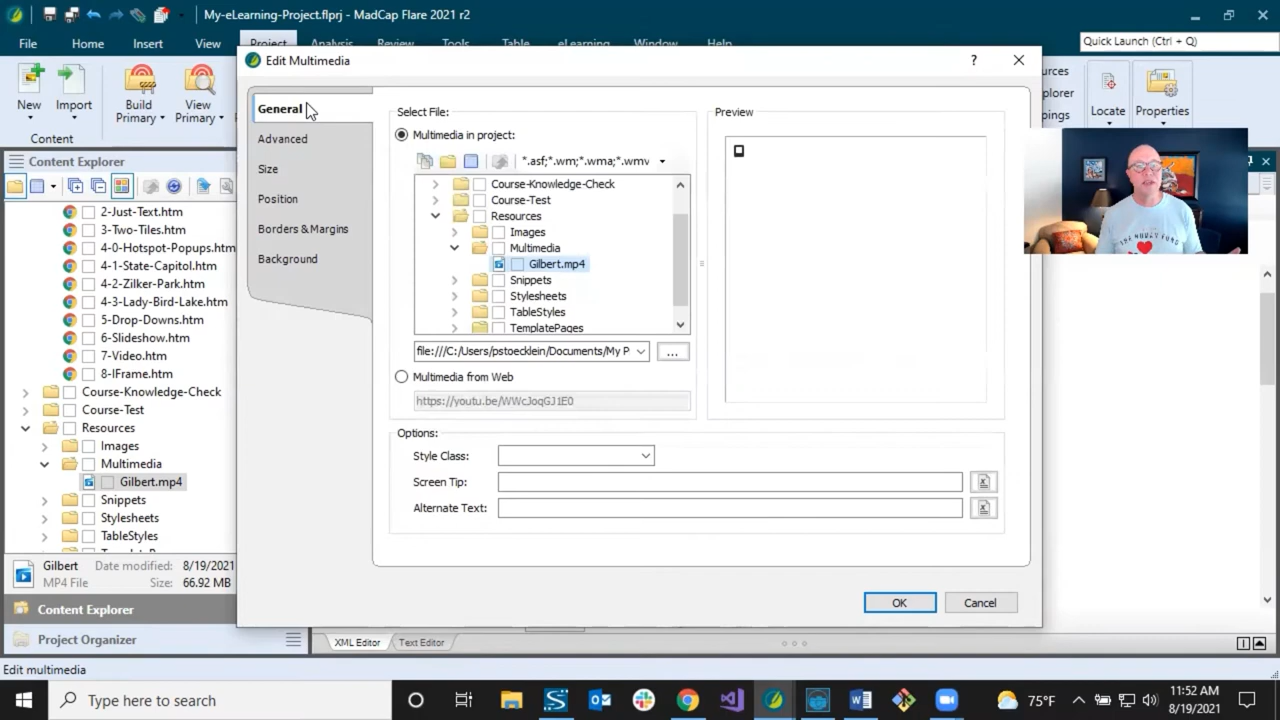 My-eLearning-Project.flprj - MadCap Flare 2021 r2
File Home Insert View Project Analysis Review Tools Table eLearning Window Help
Quick Launch (Ctrl + Q)
New Import Build Primary View Primary Locate Properties
Content
Edit Multimedia
?
General
Advanced
Size
Position
Borders & Margins
Background
Select File:
Multimedia in project:
*.asf;*.wm;*.wma;*.wmv
Course-Knowledge-Check
Course-Test
Resources
Images
Multimedia
Gilbert.mp4
Snippets
Stylesheets
TableStyles
TemplatePages
file:///C:/Users/pstoecklein/Documents/My P
...
Multimedia from Web
https://youtu.be/WWcJoqGJ1E0
Preview
Options:
Style Class:
Screen Tip:
Alternate Text:
OK Cancel
Content Explorer
2-Just-Text.htm
3-Two-Tiles.htm
4-0-Hotspot-Popups.htm
4-1-State-Capitol.htm
4-2-Zilker-Park.htm
4-3-Lady-Bird-Lake.htm
5-Drop-Downs.htm
6-Slideshow.htm
7-Video.htm
8-IFrame.htm
Course-Knowledge-Check
Course-Test
Resources
Images
Multimedia
Gilbert.mp4
Snippets
Stylesheets
TableStyles
Gilbert Date modified: 8/19/2021
MP4 File Size: 66.92 MB
Content Explorer
Project Organizer
XML Editor Text Editor
Edit multimedia
Type here to search
75°F
11:52 AM
8/19/2021